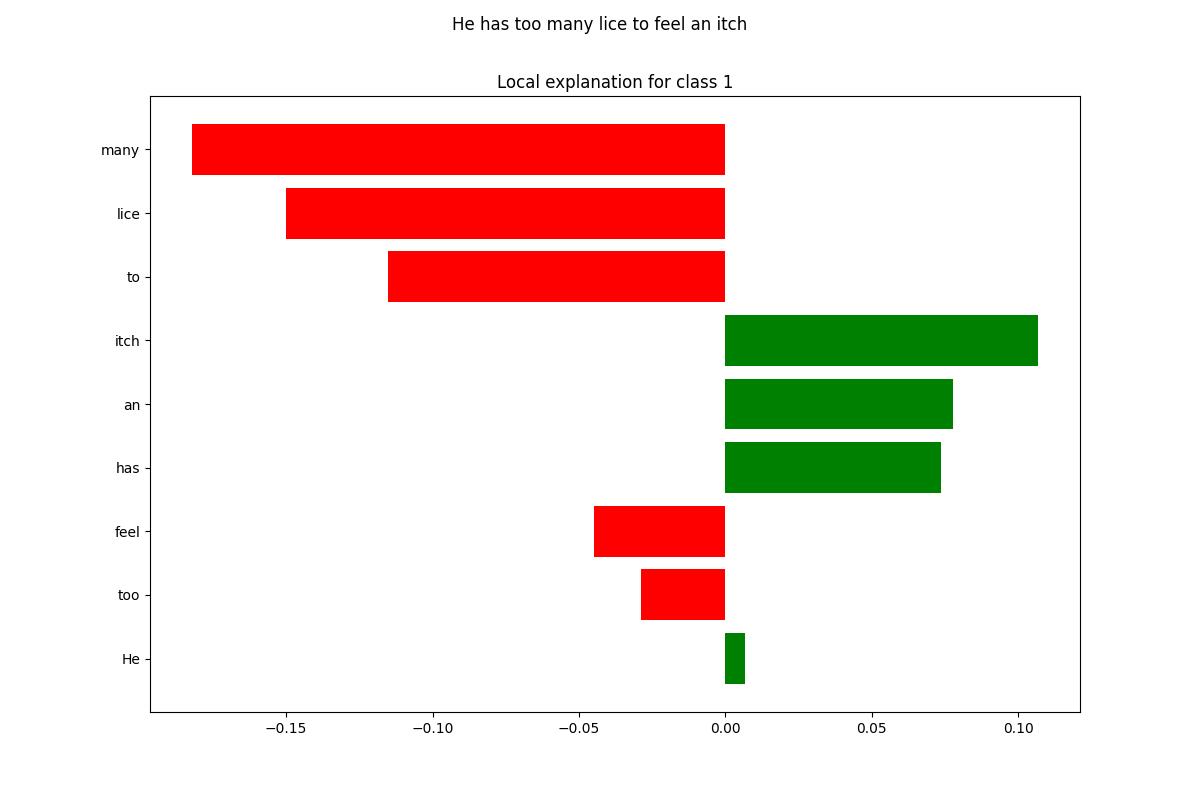 He has too many lice to feel an itch
Local explanation for class 1
many
lice
to
itch
an
has
feel
too
He
−0.15 −0.10 −0.05 0.00 0.05 0.10